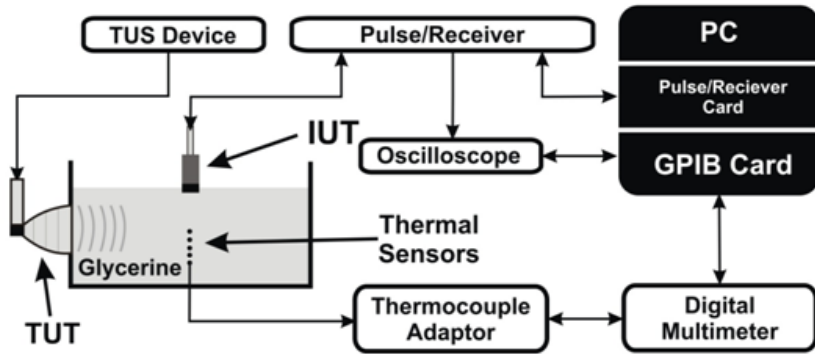 TUS Device
Pulse/Receiver
PC
Pulse/Reciever
Card
IUT
Oscilloscope
GPIB Card
Thermal
Sensors
Glycerine
TUT
Thermocouple
Adaptor
Digital
Multimeter